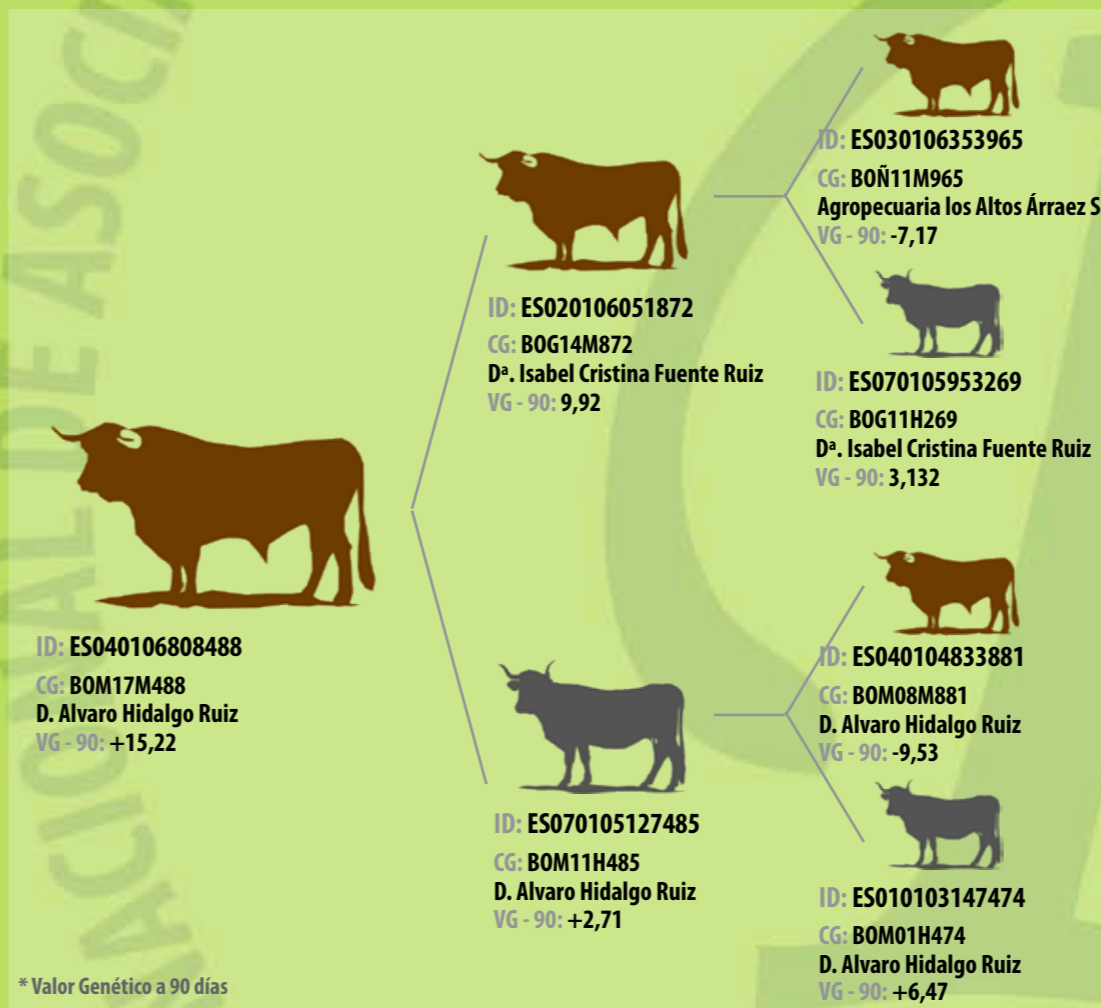 ID: ES030106353965
CG: BOÑ11M965
Agropecuaria los Altos Árraez S
VG - 90: -7,17
ID: ES020106051872
CG: BOG14M872
Dª. Isabel Cristina Fuente Ruiz
VG - 90: 9,92
ID: ES070105953269
CG: BOG11H269
Dª. Isabel Cristina Fuente Ruiz
VG - 90: 3,132
ID: ES040106808488
CG: BOM17M488
D. Alvaro Hidalgo Ruiz
VG - 90: +15,22
ID: ES040104833881
CG: BOM08M881
D. Alvaro Hidalgo Ruiz
VG - 90: -9,53
ID: ES070105127485
CG: BOM11H485
D. Alvaro Hidalgo Ruiz
VG - 90: +2,71
ID: ES010103147474
CG: BOM01H474
D. Alvaro Hidalgo Ruiz
VG - 90: +6,47
* Valor Genético a 90 días
NACIONAL DE ASOCI